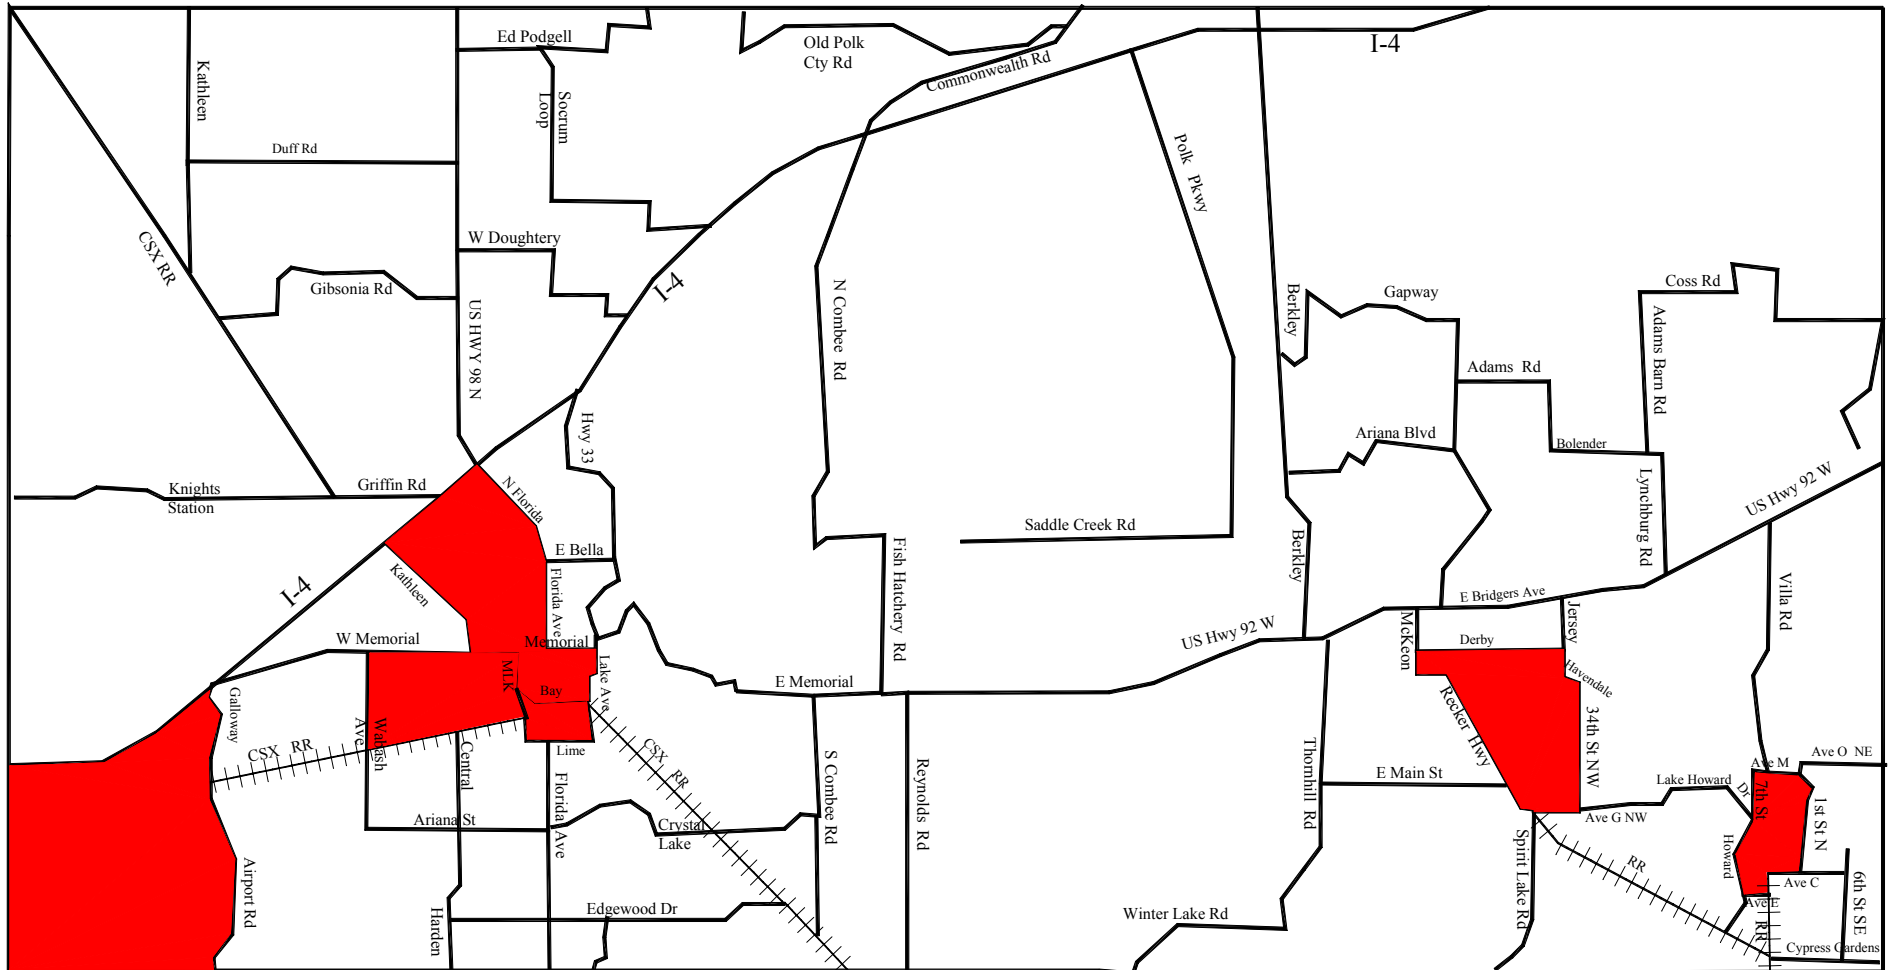 Ed Podgell
Old Polk
Cty Rd
I-4
Commonwealth Rd
Kathleen
Socrum
Loop
Duff Rd
Polk Pkwy
W Doughtery
CSX RR
Gibsonia Rd
I-4
US HWY 98 N
N Combee Rd
Berkley
Gapway
Coss Rd
Adams Barn Rd
Adams Rd
Hwy 33
Ariana Blvd
Bolender
Knights
Station
Griffin Rd
N Florida
Lynchburg Rd
US Hwy 92 W
Saddle Creek Rd
E Bella
Fish Hatchery Rd
Berkley
I-4
Kathleen
Florida Ave
E Bridgers Ave
Villa Rd
W Memorial
Memorial
US Hwy 92 W
McKeon
Derby
Jersey
Havendale
MLK
Bay
Lake Ave
E Memorial
Galloway
Recker Hwy
34th St NW
CSX RR
Wabash
Ave
Central
Lime
CSX RR
S Combee Rd
Reynolds Rd
Thornhill Rd
E Main St
Lake Howard
Dr
Ave M
Ave O NE
7th St
1st St N
Florida Ave
Ariana St
Crystal
Lake
Ave G NW
Spirit Lake Rd
RR
Howard
Airport Rd
Harden
Edgewood Dr
Winter Lake Rd
Ave C
Ave E
6th St SE
RR
Cypress Gardens